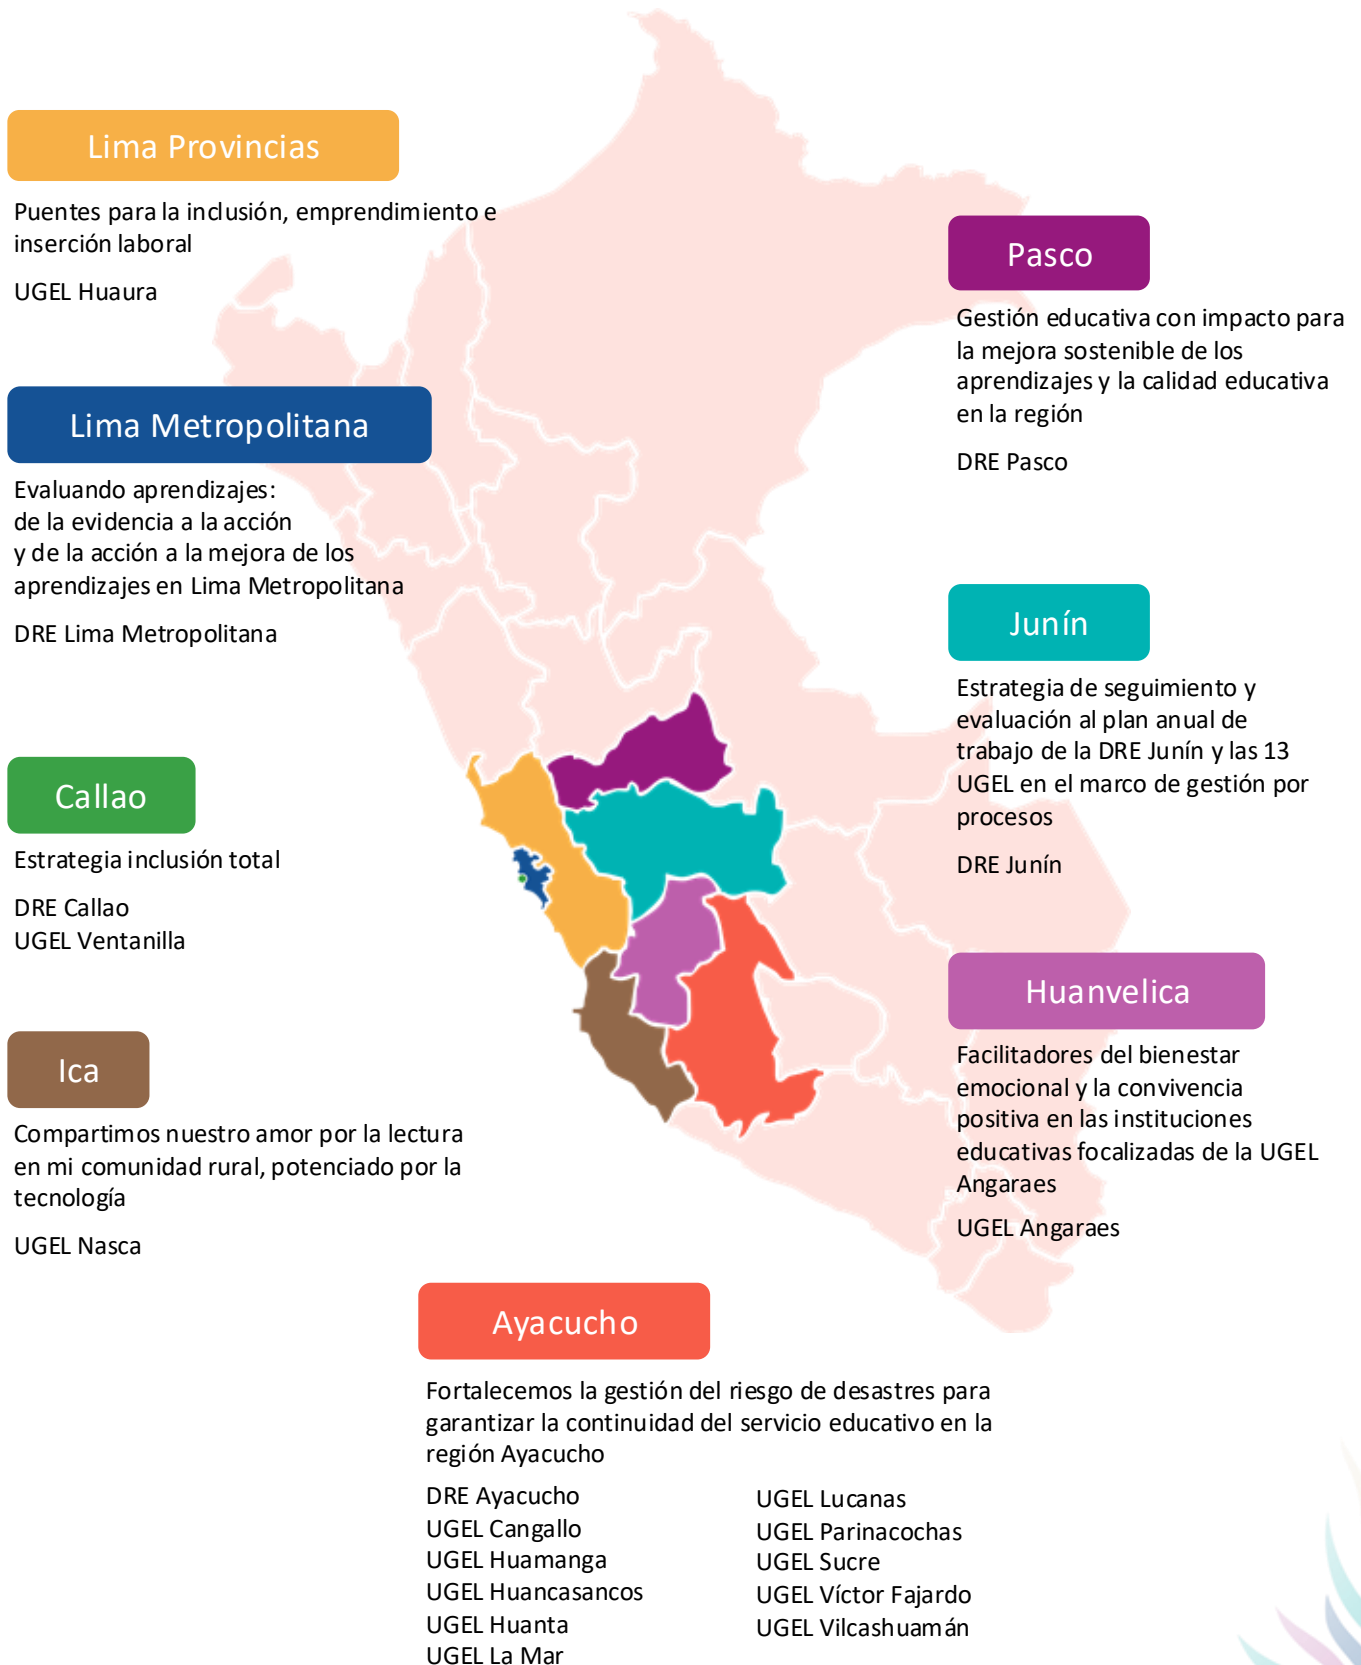 Lima Provincias
Puentes para la inclusión, emprendimiento e
inserción laboral
UGEL Huaura
Lima Metropolitana
Evaluando aprendizajes:
de la evidencia a la acción
y de la acción a la mejora de los
aprendizajes en Lima Metropolitana
DRE Lima Metropolitana
Callao
Estrategia inclusión total
DRE Callao
UGEL Ventanilla
Ica
Compartimos nuestro amor por la lectura
en mi comunidad rural, potenciado por la
tecnología
UGEL Nasca
Pasco
Gestión educativa con impacto para
la mejora sostenible de los
aprendizajes y la calidad educativa
en la región
DRE Pasco
Junín
Estrategia de seguimiento y
evaluación al plan anual de
trabajo de la DRE Junín y las 13
UGEL en el marco de gestión por
procesos
DRE Junín
Huanvelica
Facilitadores del bienestar
emocional y la convivencia
positiva en las instituciones
educativas focalizadas de la UGEL
Angaraes
UGEL Angaraes
Ayacucho
Fortalecemos la gestión del riesgo de desastres para
garantizar la continuidad del servicio educativo en la
región Ayacucho
DRE Ayacucho
UGEL Cangallo
UGEL Huamanga
UGEL Huancasancos
UGEL Huanta
UGEL La Mar
UGEL Lucanas
UGEL Parinacochas
UGEL Sucre
UGEL Víctor Fajardo
UGEL Vilcashuamán